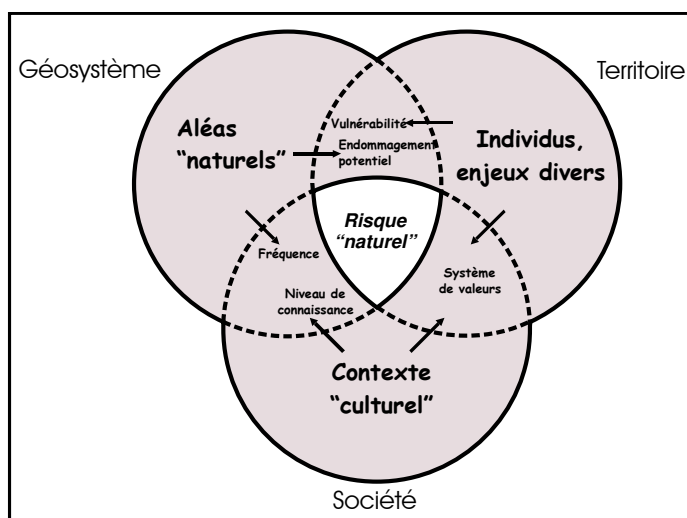 Géosystème
Territoire
Aléas
“naturels”
Vulnérabilité
Endommagement
potentiel
Individus,
enjeux divers
Risque
“naturel”
Fréquence
Système
de valeurs
Niveau de
connaissance
Contexte
“culturel”
Société